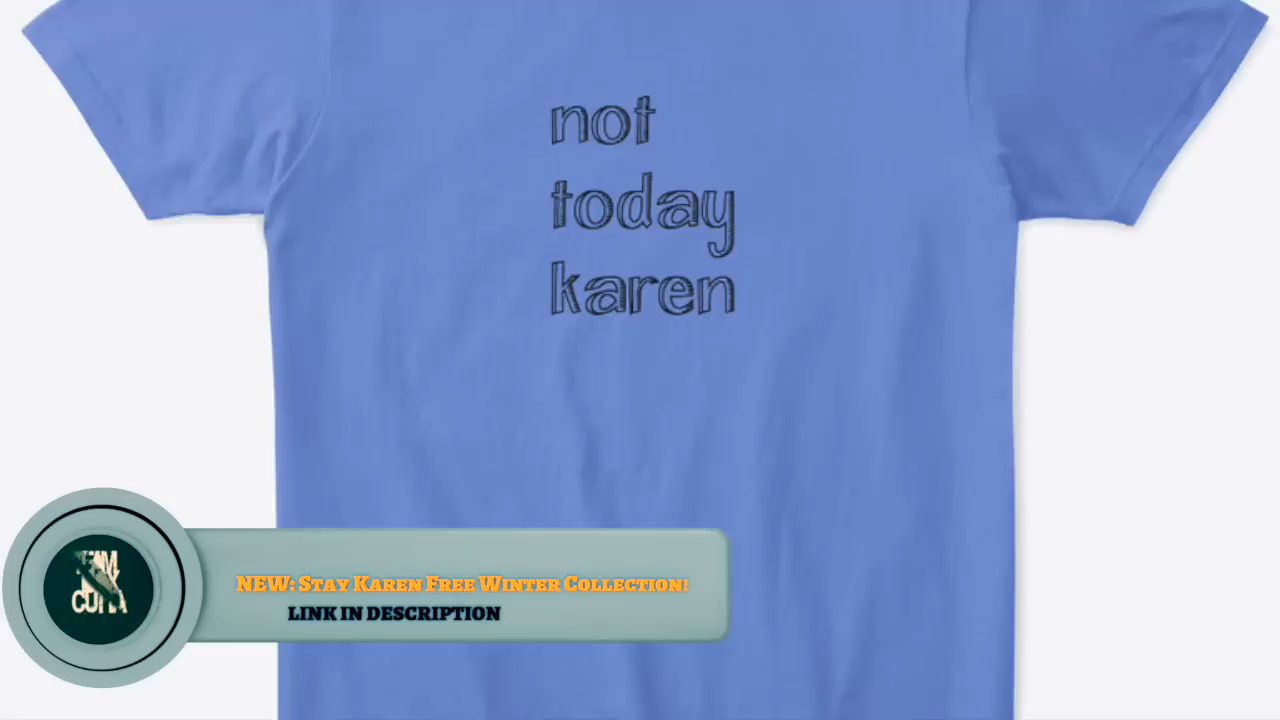 not
today
karen
NEW: Stay Karen Free Winter Collection!
LINK IN DESCRIPTION